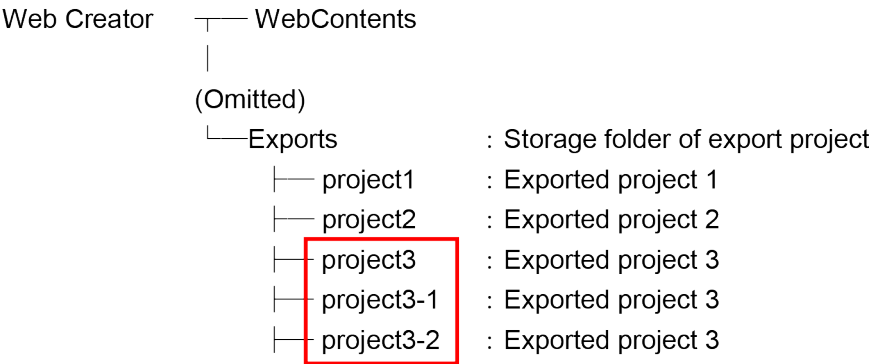 Web Creator ┬── WebContents
│
(Omitted)
└──Exports : Storage folder of export project
├── project1 : Exported project 1
├── project2 : Exported project 2
├── project3 : Exported project 3
├── project3-1 : Exported project 3
├── project3-2 : Exported project 3